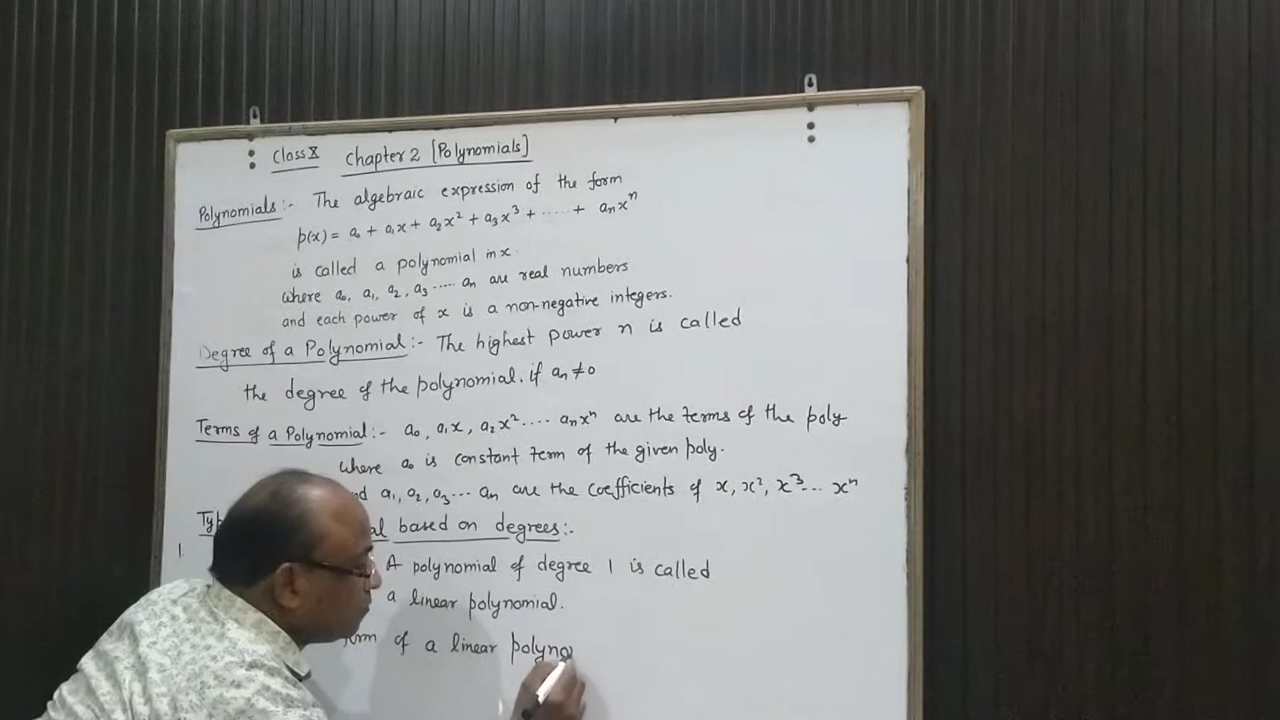 Class X Chapter 2 [Polynomials]
Polynomials :- The algebraic expression of the form
p(x) = a₀ + a₁x + a₂x² + a₃x³ + ..... + aₙxⁿ
is called a polynomial in x.
where a₀, a₁, a₂, a₃ ..... aₙ are real numbers
and each power of x is a non-negative integers.
Degree of a Polynomial :- The highest power n is called
the degree of the polynomial. if aₙ ≠ 0
Terms of a Polynomial :- a₀, a₁x, a₂x² .... aₙxⁿ are the terms of the poly
where a₀ is constant term of the given poly.
a₁, a₂, a₃ ... aₙ are the coefficients of x, x², x³... xⁿ
based on degrees :-
1. A polynomial of degree 1 is called
a linear polynomial.
of a linear polyno